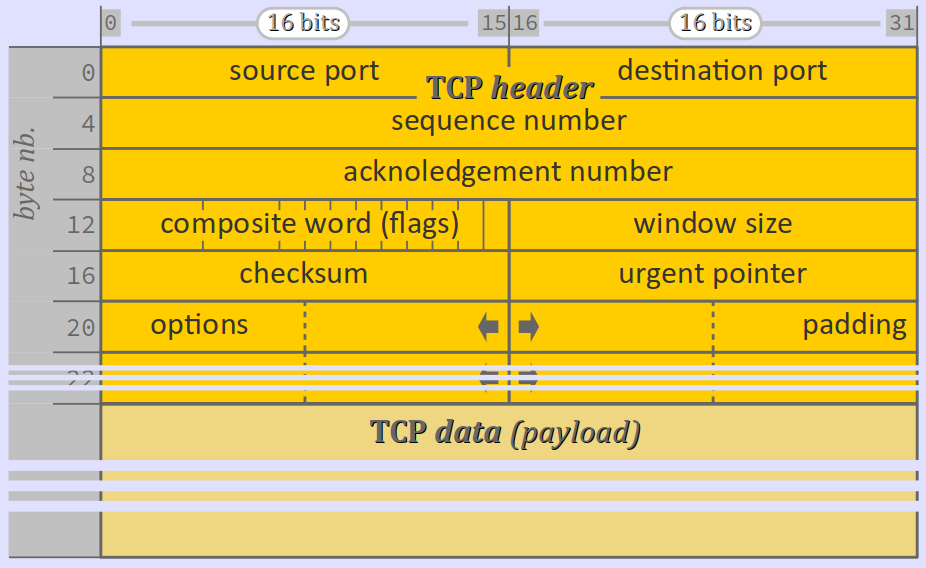 0 16 bits 15 16 16 bits 31
byte nb.
0 source port destination port
TCP header
4 sequence number
8 acknoledgement number
12 composite word (flags) window size
16 checksum urgent pointer
20 options padding
TCP data (payload)